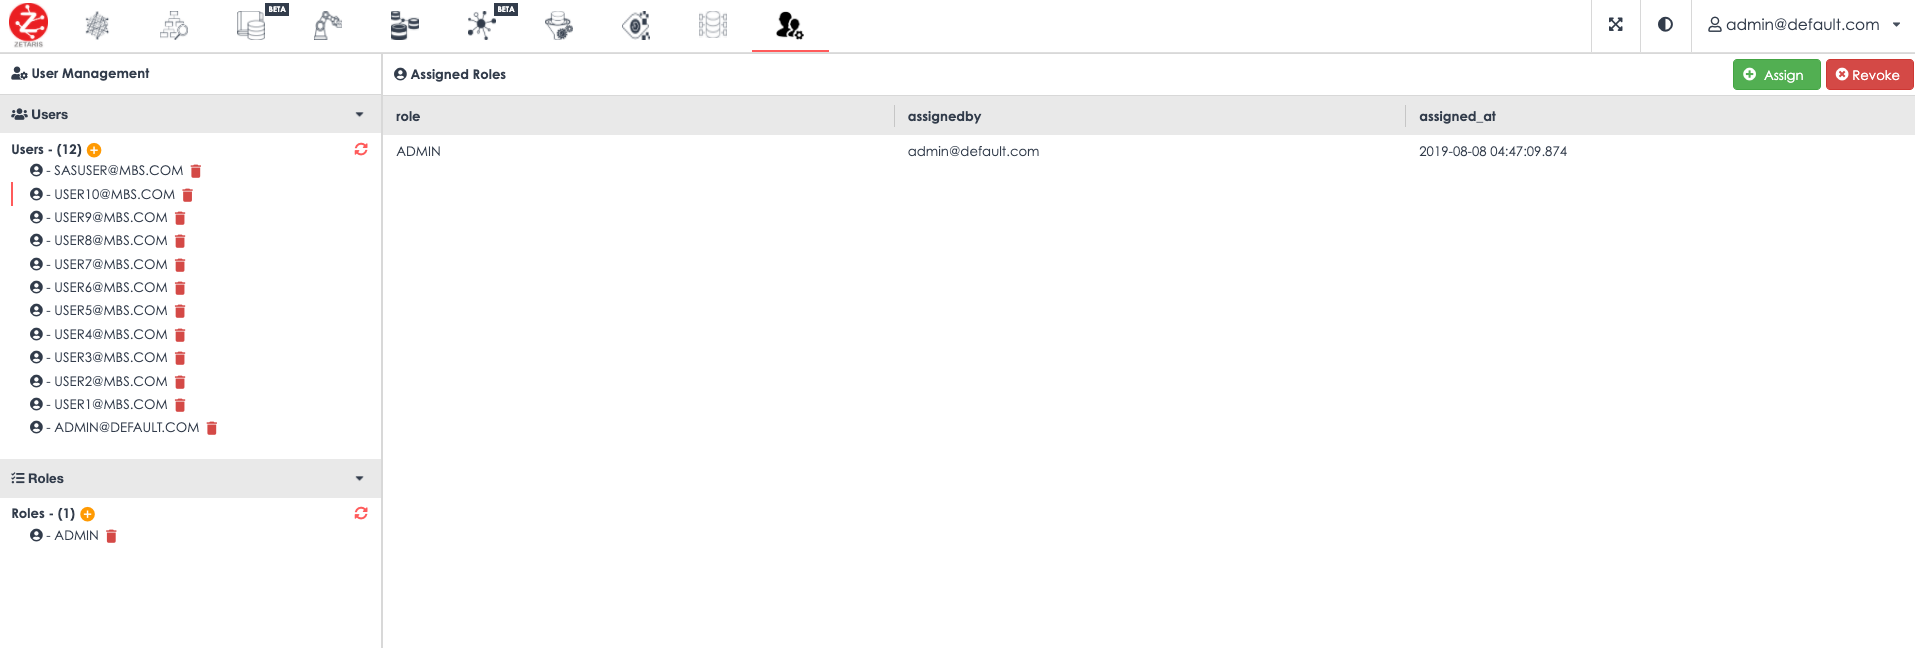 ZETARIS
BETA
BETA
admin@default.com
User Management
Users
Users - (12)
- SASUSER@MBS.COM
- USER10@MBS.COM
- USER9@MBS.COM
- USER8@MBS.COM
- USER7@MBS.COM
- USER6@MBS.COM
- USER5@MBS.COM
- USER4@MBS.COM
- USER3@MBS.COM
- USER2@MBS.COM
- USER1@MBS.COM
- ADMIN@DEFAULT.COM
Roles
Roles - (1)
- ADMIN
Assigned Roles
Assign
Revoke
role assignedby assigned_at
ADMIN admin@default.com 2019-08-08 04:47:09.874